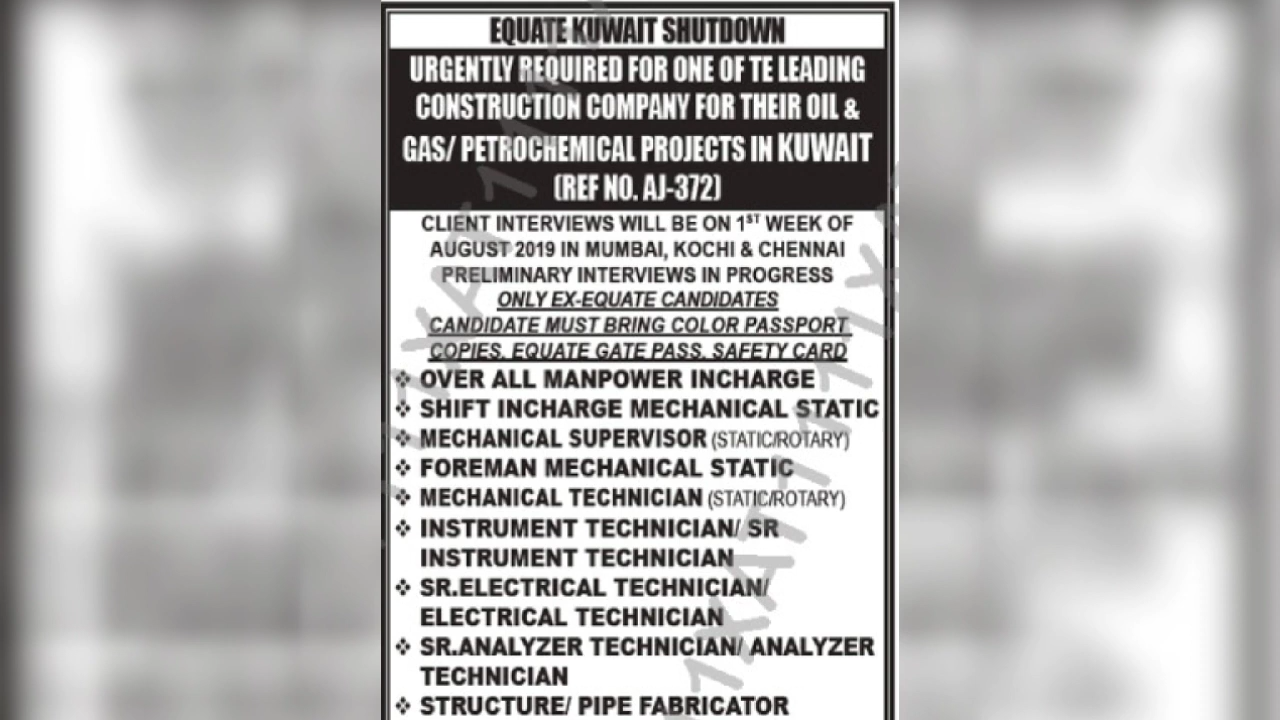 EQUATE KUWAIT SHUTDOWN
URGENTLY REQUIRED FOR ONE OF TE LEADING
CONSTRUCTION COMPANY FOR THEIR OIL &
GAS/ PETROCHEMICAL PROJECTS IN KUWAIT
(REF NO. AJ-372)
CLIENT INTERVIEWS WILL BE ON 1ST WEEK OF
AUGUST 2019 IN MUMBAI, KOCHI & CHENNAI
PRELIMINARY INTERVIEWS IN PROGRESS
ONLY EX-EQUATE CANDIDATES
CANDIDATE MUST BRING COLOR PASSPORT
COPIES, EQUATE GATE PASS, SAFETY CARD
❖ OVER ALL MANPOWER INCHARGE
❖ SHIFT INCHARGE MECHANICAL STATIC
❖ MECHANICAL SUPERVISOR (STATIC/ROTARY)
❖ FOREMAN MECHANICAL STATIC
❖ MECHANICAL TECHNICIAN (STATIC/ROTARY)
❖ INSTRUMENT TECHNICIAN/ SR
INSTRUMENT TECHNICIAN
❖ SR.ELECTRICAL TECHNICIAN/
ELECTRICAL TECHNICIAN
❖ SR.ANALYZER TECHNICIAN/ ANALYZER
TECHNICIAN
❖ STRUCTURE/ PIPE FABRICATOR